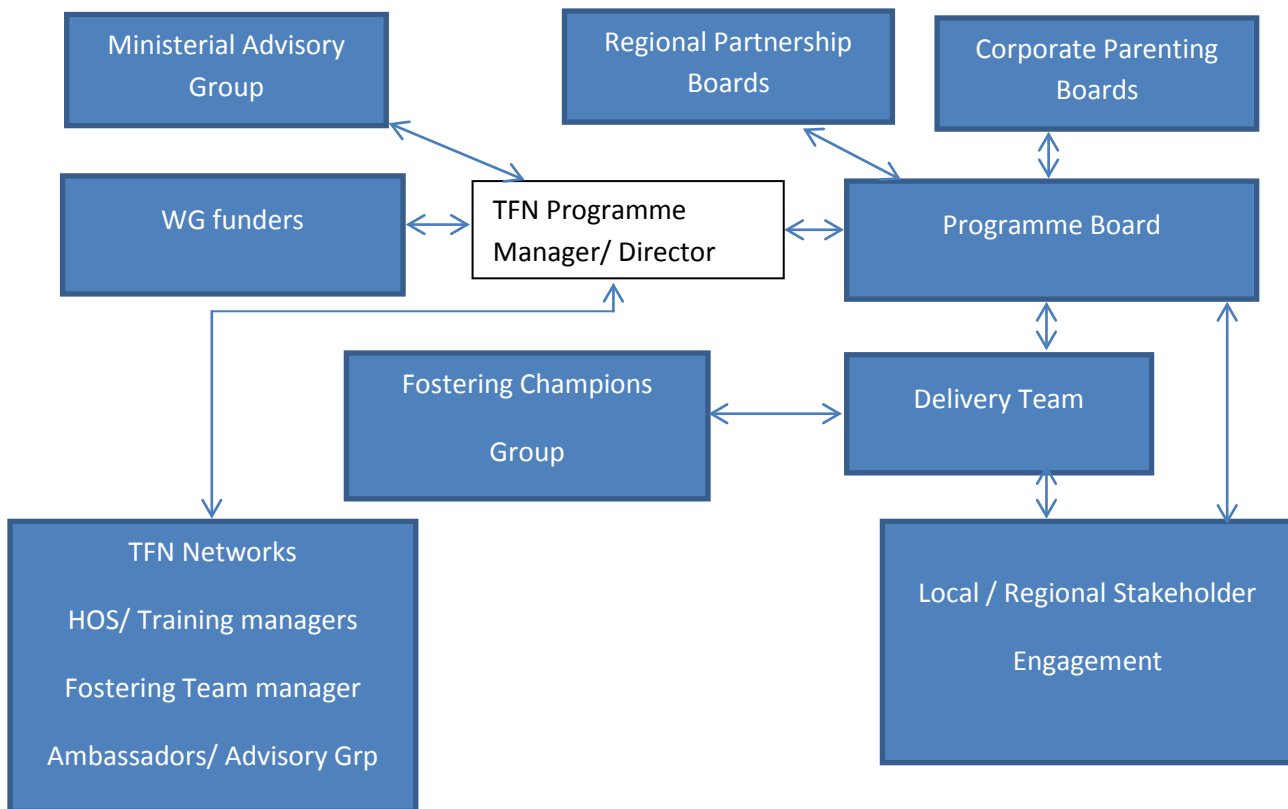 Ministerial Advisory
Group
Regional Partnership
Boards
Corporate Parenting
Boards
WG funders
TFN Programme
Manager/ Director
Programme Board
Fostering Champions
Group
Delivery Team
TFN Networks
HOS/ Training managers
Fostering Team manager
Ambassadors/ Advisory Grp
Local / Regional Stakeholder
Engagement